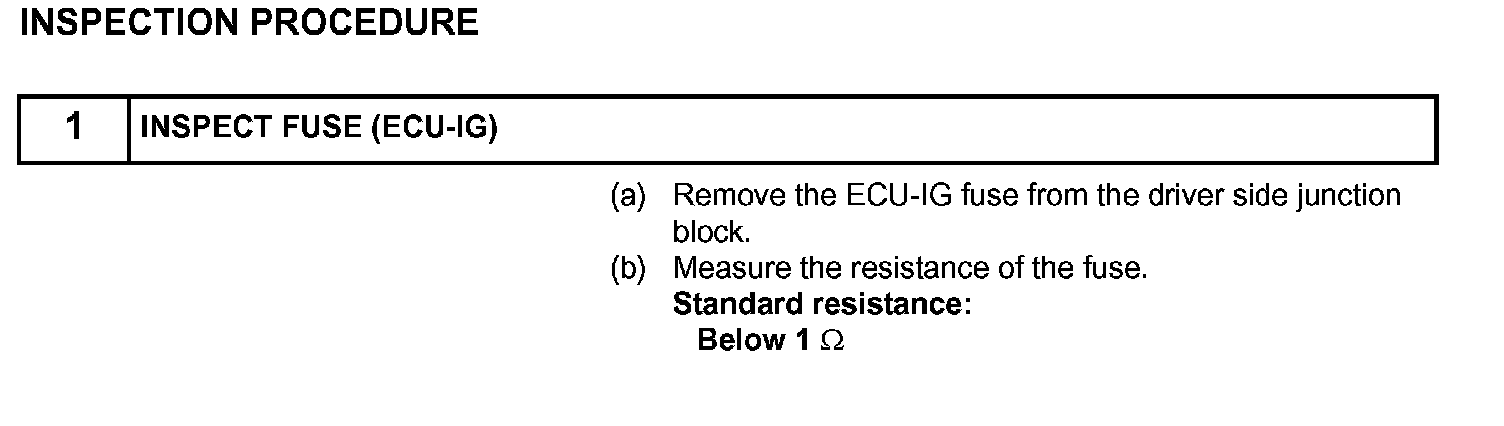 INSPECTION PROCEDURE
1 INSPECT FUSE (ECU-IG)
(a) Remove the ECU-IG fuse from the driver side junction
block.
(b) Measure the resistance of the fuse.
Standard resistance:
Below 1 Ω